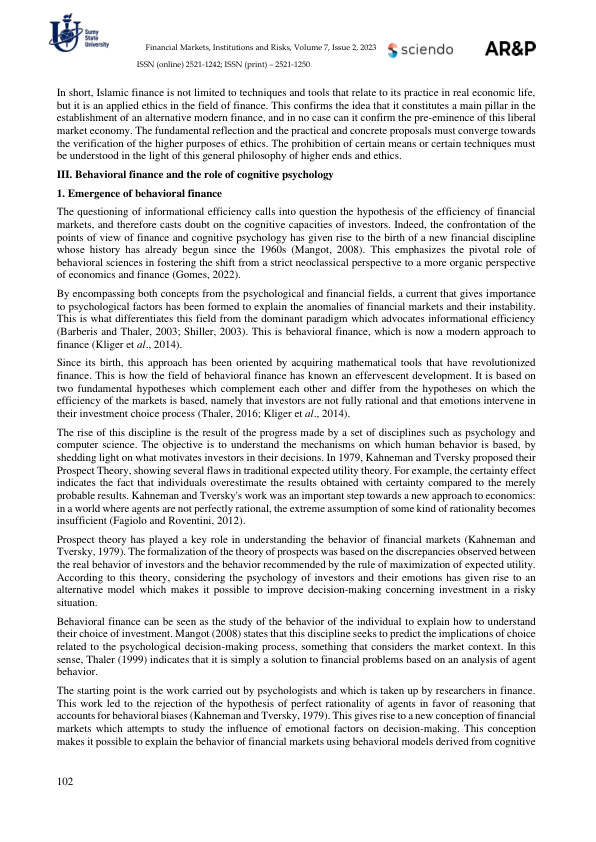 Sumy
State
University
Financial Markets, Institutions and Risks, Volume 7, Issue 2, 2023
sciendo
AR&P
ISSN (online) 2521-1242; ISSN (print) – 2521-1250
In short, Islamic finance is not limited to techniques and tools that relate to its practice in real economic life,
but it is an applied ethics in the field of finance. This confirms the idea that it constitutes a main pillar in the
establishment of an alternative modern finance, and in no case can it confirm the pre-eminence of this liberal
market economy. The fundamental reflection and the practical and concrete proposals must converge towards
the verification of the higher purposes of ethics. The prohibition of certain means or certain techniques must
be understood in the light of this general philosophy of higher ends and ethics.
III. Behavioral finance and the role of cognitive psychology
1. Emergence of behavioral finance
The questioning of informational efficiency calls into question the hypothesis of the efficiency of financial
markets, and therefore casts doubt on the cognitive capacities of investors. Indeed, the confrontation of the
points of view of finance and cognitive psychology has given rise to the birth of a new financial discipline
whose history has already begun since the 1960s (Mangot, 2008). This emphasizes the pivotal role of
behavioral sciences in fostering the shift from a strict neoclassical perspective to a more organic perspective
of economics and finance (Gomes, 2022).
By encompassing both concepts from the psychological and financial fields, a current that gives importance
to psychological factors has been formed to explain the anomalies of financial markets and their instability.
This is what differentiates this field from the dominant paradigm which advocates informational efficiency
(Barberis and Thaler, 2003; Shiller, 2003). This is behavioral finance, which is now a modern approach to
finance (Kliger et al., 2014).
Since its birth, this approach has been oriented by acquiring mathematical tools that have revolutionized
finance. This is how the field of behavioral finance has known an effervescent development. It is based on
two fundamental hypotheses which complement each other and differ from the hypotheses on which the
efficiency of the markets is based, namely that investors are not fully rational and that emotions intervene in
their investment choice process (Thaler, 2016; Kliger et al., 2014).
The rise of this discipline is the result of the progress made by a set of disciplines such as psychology and
computer science. The objective is to understand the mechanisms on which human behavior is based, by
shedding light on what motivates investors in their decisions. In 1979, Kahneman and Tversky proposed their
Prospect Theory, showing several flaws in traditional expected utility theory. For example, the certainty effect
indicates the fact that individuals overestimate the results obtained with certainty compared to the merely
probable results. Kahneman and Tversky's work was an important step towards a new approach to economics:
in a world where agents are not perfectly rational, the extreme assumption of some kind of rationality becomes
insufficient (Fagiolo and Roventini, 2012).
Prospect theory has played a key role in understanding the behavior of financial markets (Kahneman and
Tversky, 1979). The formalization of the theory of prospects was based on the discrepancies observed between
the real behavior of investors and the behavior recommended by the rule of maximization of expected utility.
According to this theory, considering the psychology of investors and their emotions has given rise to an
alternative model which makes it possible to improve decision-making concerning investment in a risky
situation.
Behavioral finance can be seen as the study of the behavior of the individual to explain how to understand
their choice of investment. Mangot (2008) states that this discipline seeks to predict the implications of choice
related to the psychological decision-making process, something that considers the market context. In this
sense, Thaler (1999) indicates that it is simply a solution to financial problems based on an analysis of agent
behavior.
The starting point is the work carried out by psychologists and which is taken up by researchers in finance.
This work led to the rejection of the hypothesis of perfect rationality of agents in favor of reasoning that
accounts for behavioral biases (Kahneman and Tversky, 1979). This gives rise to a new conception of financial
markets which attempts to study the influence of emotional factors on decision-making. This conception
makes it possible to explain the behavior of financial markets using behavioral models derived from cognitive
102